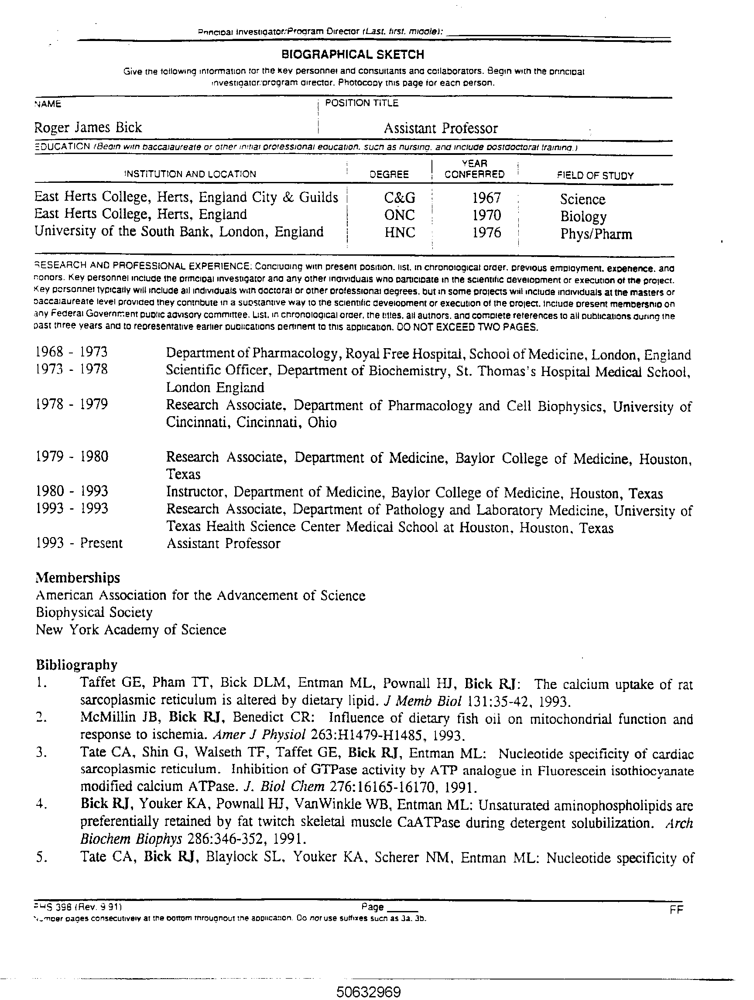 Principal Investigator/Program Director (Last, first, middle):
BIOGRAPHICAL SKETCH
Give the following information for the key personnel and consultants and collaborators. Begin with the principal
investigator/program director. Photocopy this page for each person.
NAME
POSITION TITLE
Roger James Bick
Assistant Professor
EDUCATION (Begin with baccalaureate or other initial professional education, such as nursing, and include postdoctoral training.)
INSTITUTION AND LOCATION
DEGREE
YEAR
CONFERRED
FIELD OF STUDY
East Herts College, Herts, England City & Guilds C&G 1967 Science
East Herts College, Herts, England ONC 1970 Biology
University of the South Bank, London, England HNC 1976 Phys/Pharm
RESEARCH AND PROFESSIONAL EXPERIENCE: Concluding with present position, list, in chronological order, previous employment, experience, and
honors. Key personnel include the principal investigator and any other individuals who participate in the scientific development or execution of the project.
Key personnel typically will include all individuals with doctoral or other professional degrees, but in some projects will include individuals at the masters or
baccalaureate level provided they contribute in a substantive way to the scientific development or execution of the project. Include present membership on
any Federal Government public advisory committee. List, in chronological order, the titles, all authors, and complete references to all publications during the
past three years and to representative earlier publications pertinent to this application. DO NOT EXCEED TWO PAGES.
1968 - 1973 Department of Pharmacology, Royal Free Hospital, School of Medicine, London, England
1973 - 1978 Scientific Officer, Department of Biochemistry, St. Thomas's Hospital Medical School,
London England
1978 - 1979 Research Associate, Department of Pharmacology and Cell Biophysics, University of
Cincinnati, Cincinnati, Ohio
1979 - 1980 Research Associate, Department of Medicine, Baylor College of Medicine, Houston,
Texas
1980 - 1993 Instructor, Department of Medicine, Baylor College of Medicine, Houston, Texas
1993 - 1993 Research Associate, Department of Pathology and Laboratory Medicine, University of
Texas Health Science Center Medical School at Houston, Houston, Texas
1993 - Present Assistant Professor
Memberships
American Association for the Advancement of Science
Biophysical Society
New York Academy of Science
Bibliography
1. Taffet GE, Pham TT, Bick DLM, Entman ML, Pownall HJ, Bick RJ: The calcium uptake of rat
sarcoplasmic reticulum is altered by dietary lipid. J Memb Biol 131:35-42, 1993.
2. McMillin JB, Bick RJ, Benedict CR: Influence of dietary fish oil on mitochondrial function and
response to ischemia. Amer J Physiol 263:H1479-H1485, 1993.
3. Tate CA, Shin G, Walseth TF, Taffet GE, Bick RJ, Entman ML: Nucleotide specificity of cardiac
sarcoplasmic reticulum. Inhibition of GTPase activity by ATP analogue in Fluorescein isothiocyanate
modified calcium ATPase. J. Biol Chem 276:16165-16170, 1991.
4. Bick RJ, Youker KA, Pownall HJ, VanWinkle WB, Entman ML: Unsaturated aminophospholipids are
preferentially retained by fat twitch skeletal muscle CaATPase during detergent solubilization. Arch
Biochem Biophys 286:346-352, 1991.
5. Tate CA, Bick RJ, Blaylock SL, Youker KA, Scherer NM, Entman ML: Nucleotide specificity of
PHS 398 (Rev. 9/91)
Page
FF
Number pages consecutively at the bottom throughout the application. Do not use suffixes such as 3a, 3b.
50632969